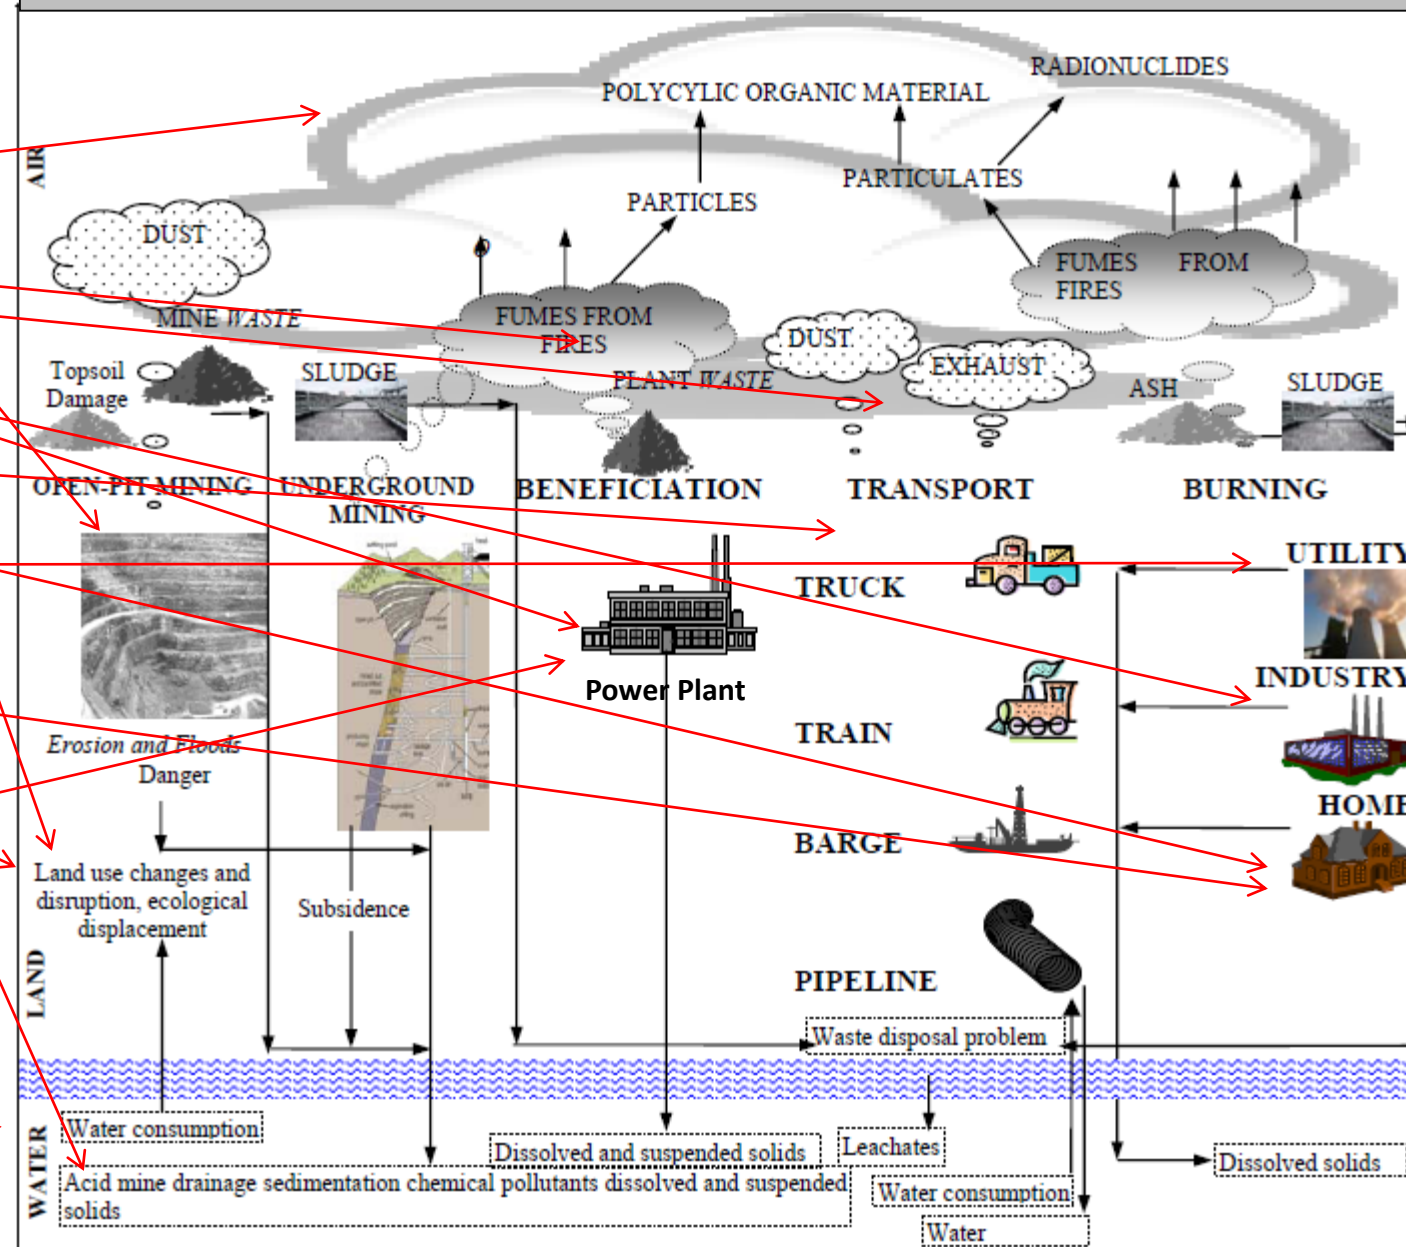 RADIONUCLIDES
POLYCYLIC ORGANIC MATERIAL
AIR
PARTICULATES
PARTICLES
DUST
FUMES FROM
FIRES
MINE WASTE
FUMES FROM
FIRES
DUST
Topsoil
Damage
SLUDGE
PLANT WASTE
EXHAUST
ASH
SLUDGE
OPEN-PIT MINING
UNDERGROUND
MINING
BENEFICIATION
TRANSPORT
BURNING
UTILITY
TRUCK
INDUSTRY
Power Plant
TRAIN
Erosion and Floods
Danger
HOME
BARGE
Land use changes and
disruption, ecological
displacement
Subsidence
LAND
PIPELINE
Waste disposal problem
WATER
Water consumption
Dissolved and suspended solids
Leachates
Dissolved solids
Acid mine drainage sedimentation chemical pollutants dissolved and suspended
solids
Water consumption
Water